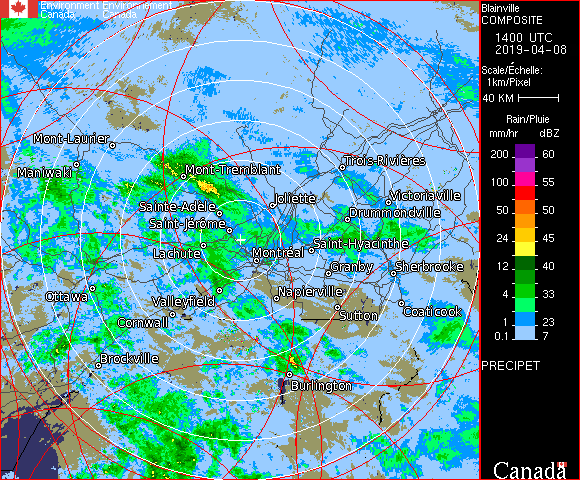 Environment Environnement
Canada Canada
Blainville
COMPOSITE
1400 UTC
2019-04-08
Scale/Échelle:
1km/Pixel
40 KM
Rain/Pluie
mm/hr dBZ
200 60
100 55
50 50
24 45
12 40
4 33
1 23
0.1 7
PRECIPET
Canada
Mont-Laurier
Maniwaki
Mont-Tremblant
Trois-Rivières
Sainte-Adèle
Joliette
Victoriaville
Drummondville
Saint-Jérôme
Lachute
Montréal
Saint-Hyacinthe
Granby
Sherbrooke
Ottawa
Valleyfield
Napierville
Cornwall
Sutton
Coaticook
Brockville
Burlington